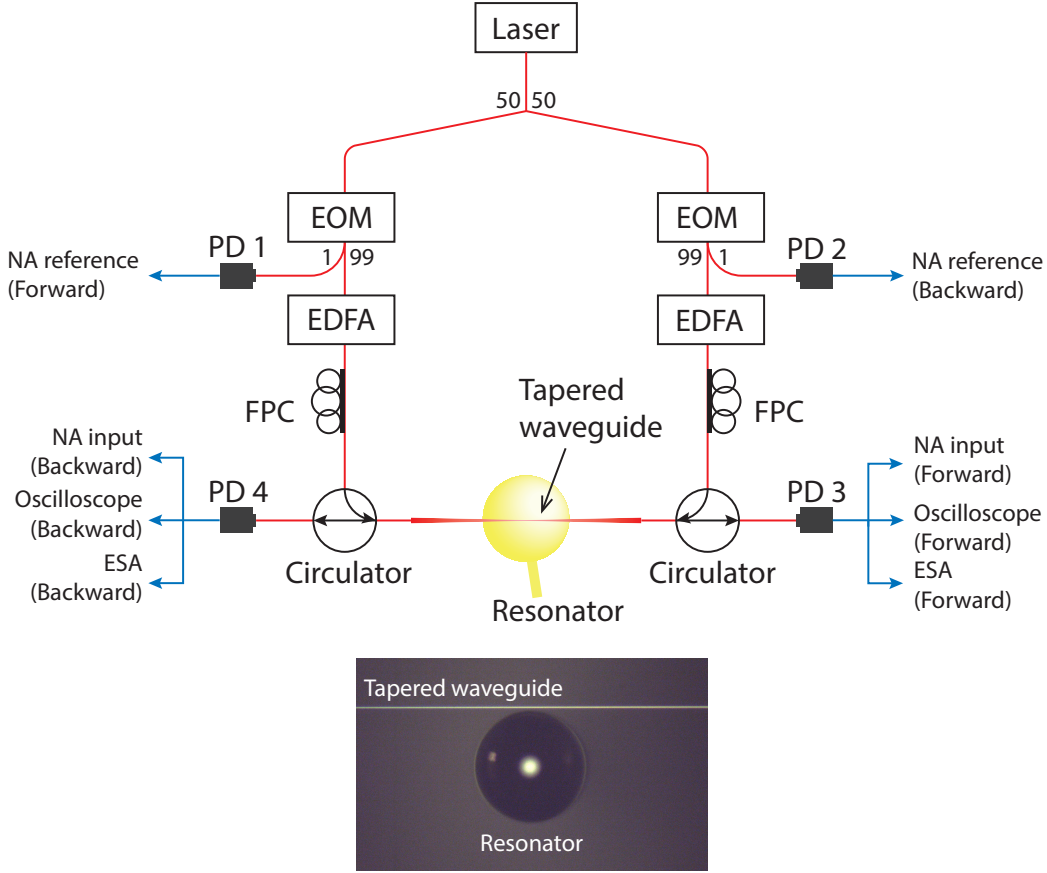 Laser
50 50
EOM
EOM
PD 1
1 99
99 1
PD 2
NA reference
(Forward)
NA reference
(Backward)
EDFA
EDFA
FPC
Tapered
waveguide
FPC
NA input
(Backward)
NA input
(Forward)
PD 4
PD 3
Oscilloscope
(Backward)
Oscilloscope
(Forward)
ESA
(Backward)
Circulator
Circulator
ESA
(Forward)
Resonator
Tapered waveguide
Resonator